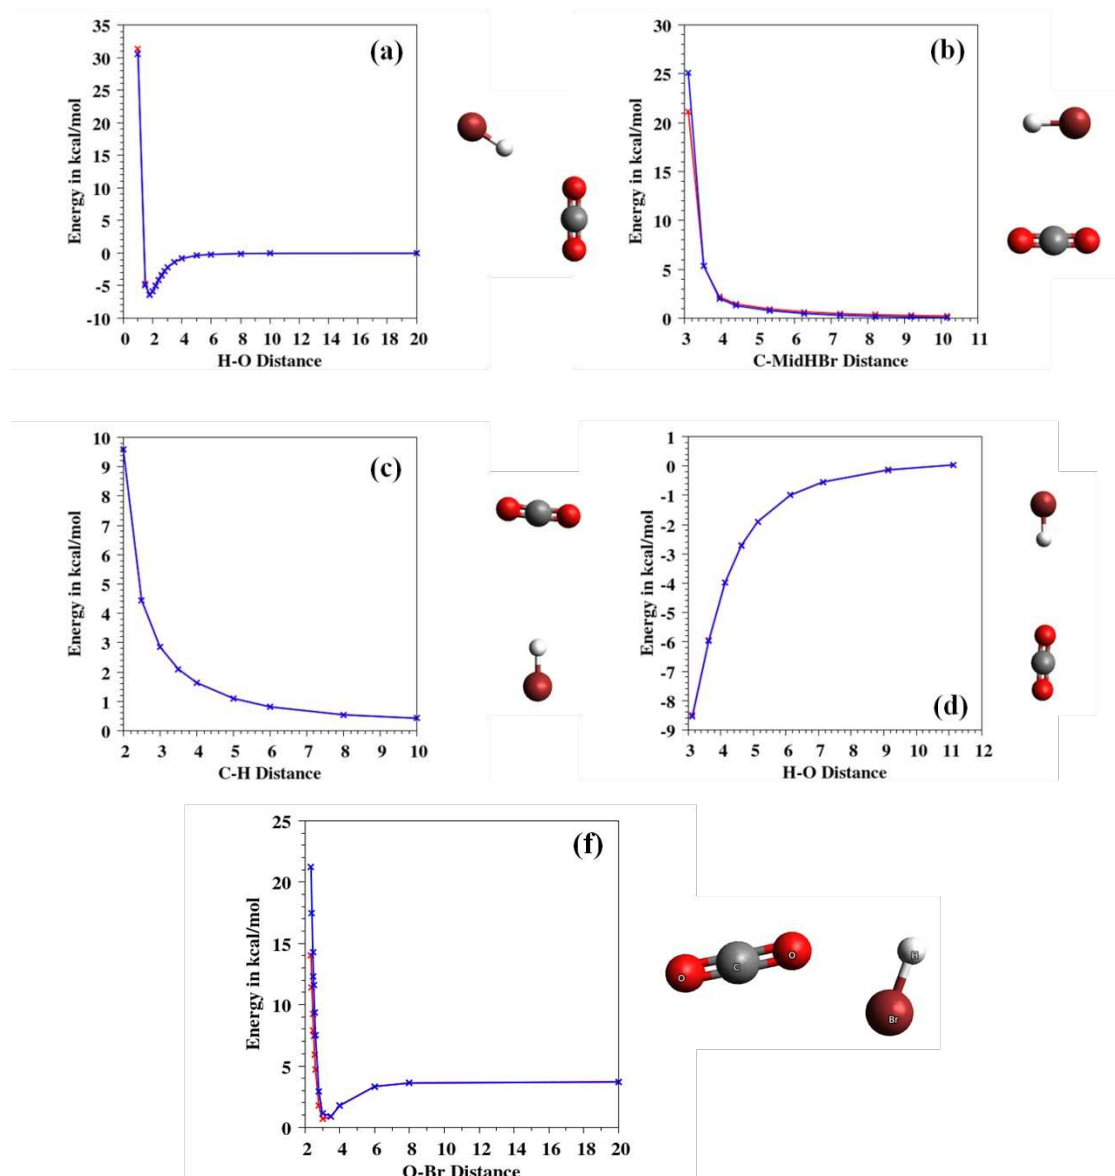 (a)
Energy in kcal/mol
35
30
25
20
15
10
5
0
-5
-10
0 2 4 6 8 10 12 14 16 18 20
H-O Distance
(b)
Energy in kcal/mol
30
25
20
15
10
5
0
3 4 5 6 7 8 9 10 11
C-MidHBr Distance
(c)
Energy in kcal/mol
10
9
8
7
6
5
4
3
2
1
0
2 3 4 5 6 7 8 9 10
C-H Distance
(d)
Energy in kcal/mol
1
0
-1
-2
-3
-4
-5
-6
-7
-8
-9
3 4 5 6 7 8 9 10 11 12
H-O Distance
(f)
Energy in kcal/mol
25
20
15
10
5
0
2 4 6 8 10 12 14 16 18 20
O-Br Distance
O
C
O
H
Br